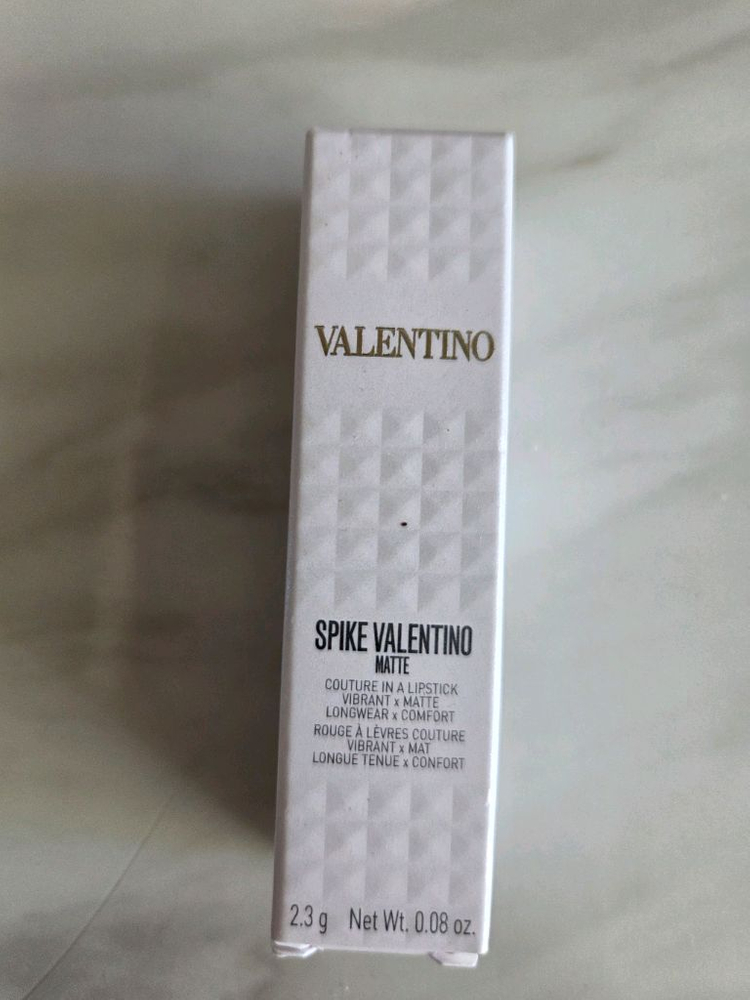 VALENTINO
SPIKE VALENTINO
MATTE
COUTURE IN A LIPSTICK
VIBRANT x MATTE
LONGWEAR x COMFORT
ROUGE À LÈVRES COUTURE
VIBRANT x MAT
LONGUE TENUE x CONFORT
2.3 g Net Wt. 0.08 oz.